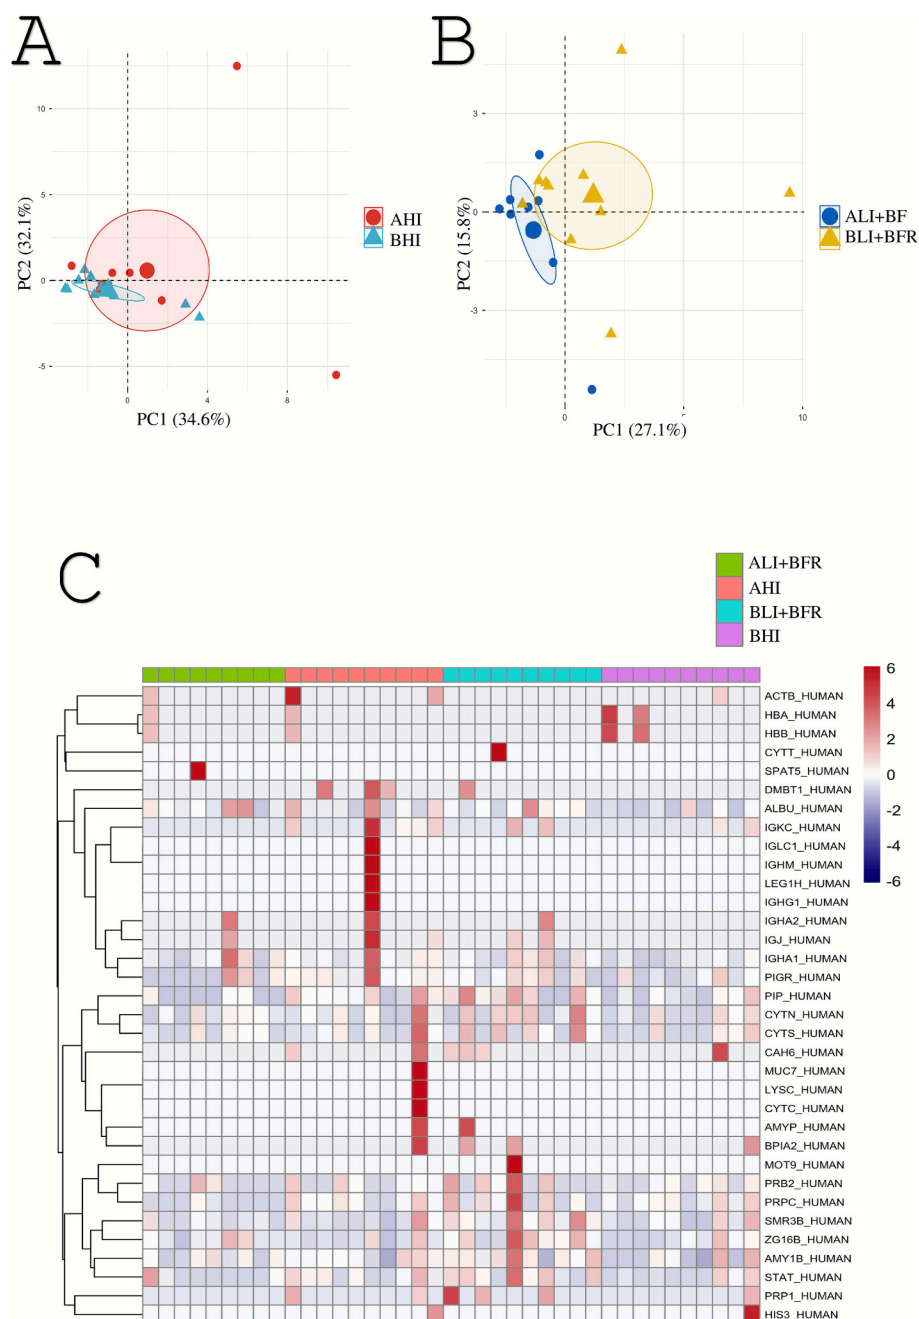 A
B
10
5
0
-5
PC2 (32.1%)
0
4
8
PC1 (34.6%)
AHI
BHI
3
0
-3
PC2 (15.8%)
0
10
PC1 (27.1%)
ALI+BF
BLI+BFR
C
ALI+BFR
AHI
BLI+BFR
BHI
6
4
2
0
-2
-4
-6
ACTB_HUMAN
HBA_HUMAN
HBB_HUMAN
CYTT_HUMAN
SPAT5_HUMAN
DMBT1_HUMAN
ALBU_HUMAN
IGKC_HUMAN
IGLC1_HUMAN
IGHM_HUMAN
LEG1H_HUMAN
IGHG1_HUMAN
IGHA2_HUMAN
IGJ_HUMAN
IGHA1_HUMAN
PIGR_HUMAN
PIP_HUMAN
CYTN_HUMAN
CYTS_HUMAN
CAH6_HUMAN
MUC7_HUMAN
LYSC_HUMAN
CYTC_HUMAN
AMYP_HUMAN
BPIA2_HUMAN
MOT9_HUMAN
PRB2_HUMAN
PRPC_HUMAN
SMR3B_HUMAN
ZG16B_HUMAN
AMY1B_HUMAN
STAT_HUMAN
PRP1_HUMAN
HIS3_HUMAN